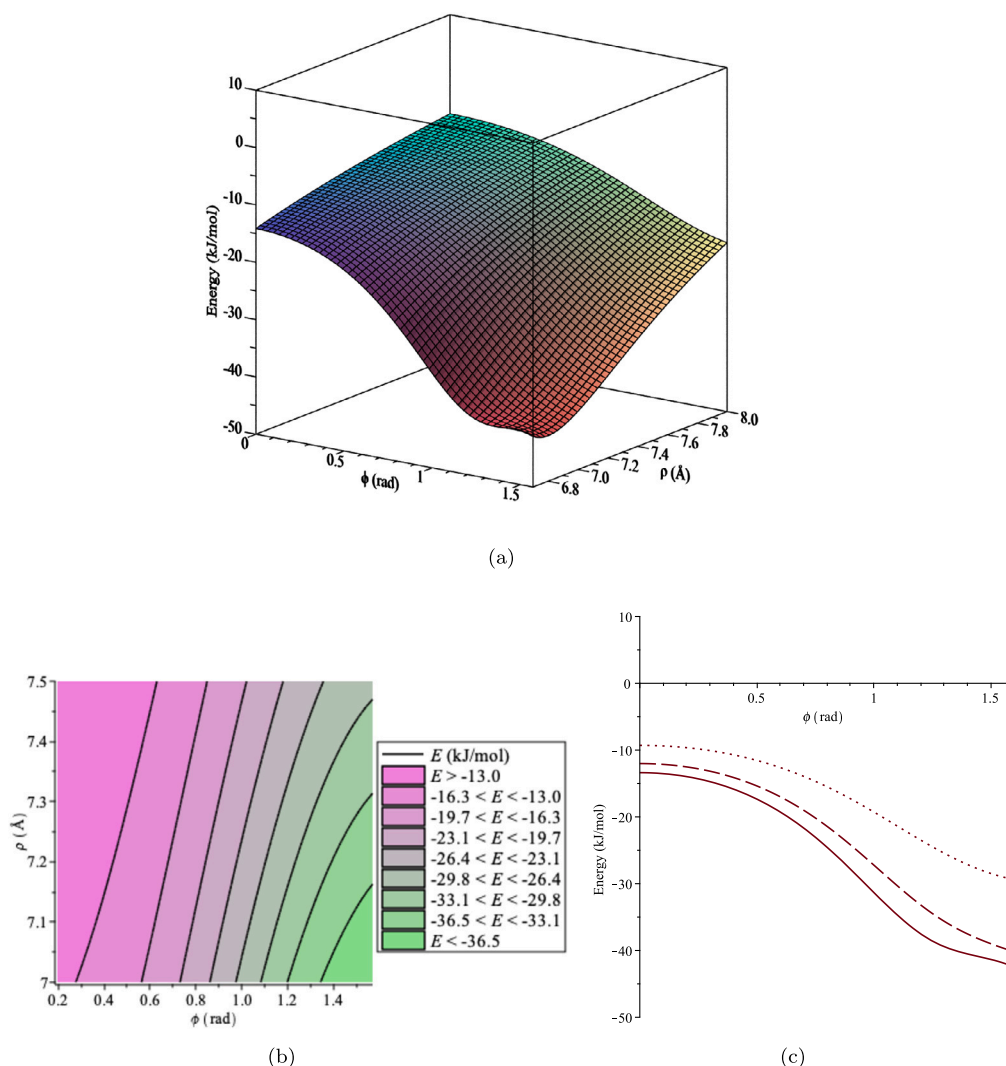 10
0
-10
-20
-30
-40
-50
Energy (kJ/mol)
0
0.5
1
1.5
ϕ (rad)
6.8
7.0
7.2
7.4
7.6
7.8
8.0
ρ (Å)
(a)
7.5
7.4
7.3
7.2
7.1
7
ρ (Å)
0.2 0.4 0.6 0.8 1.0 1.2 1.4
ϕ (rad)
E (kJ/mol)
E > -13.0
-16.3 < E < -13.0
-19.7 < E < -16.3
-23.1 < E < -19.7
-26.4 < E < -23.1
-29.8 < E < -26.4
-33.1 < E < -29.8
-36.5 < E < -33.1
E < -36.5
(b)
10
0
-10
-20
-30
-40
-50
Energy (kJ/mol)
0.5 1 1.5
ϕ (rad)
(c)